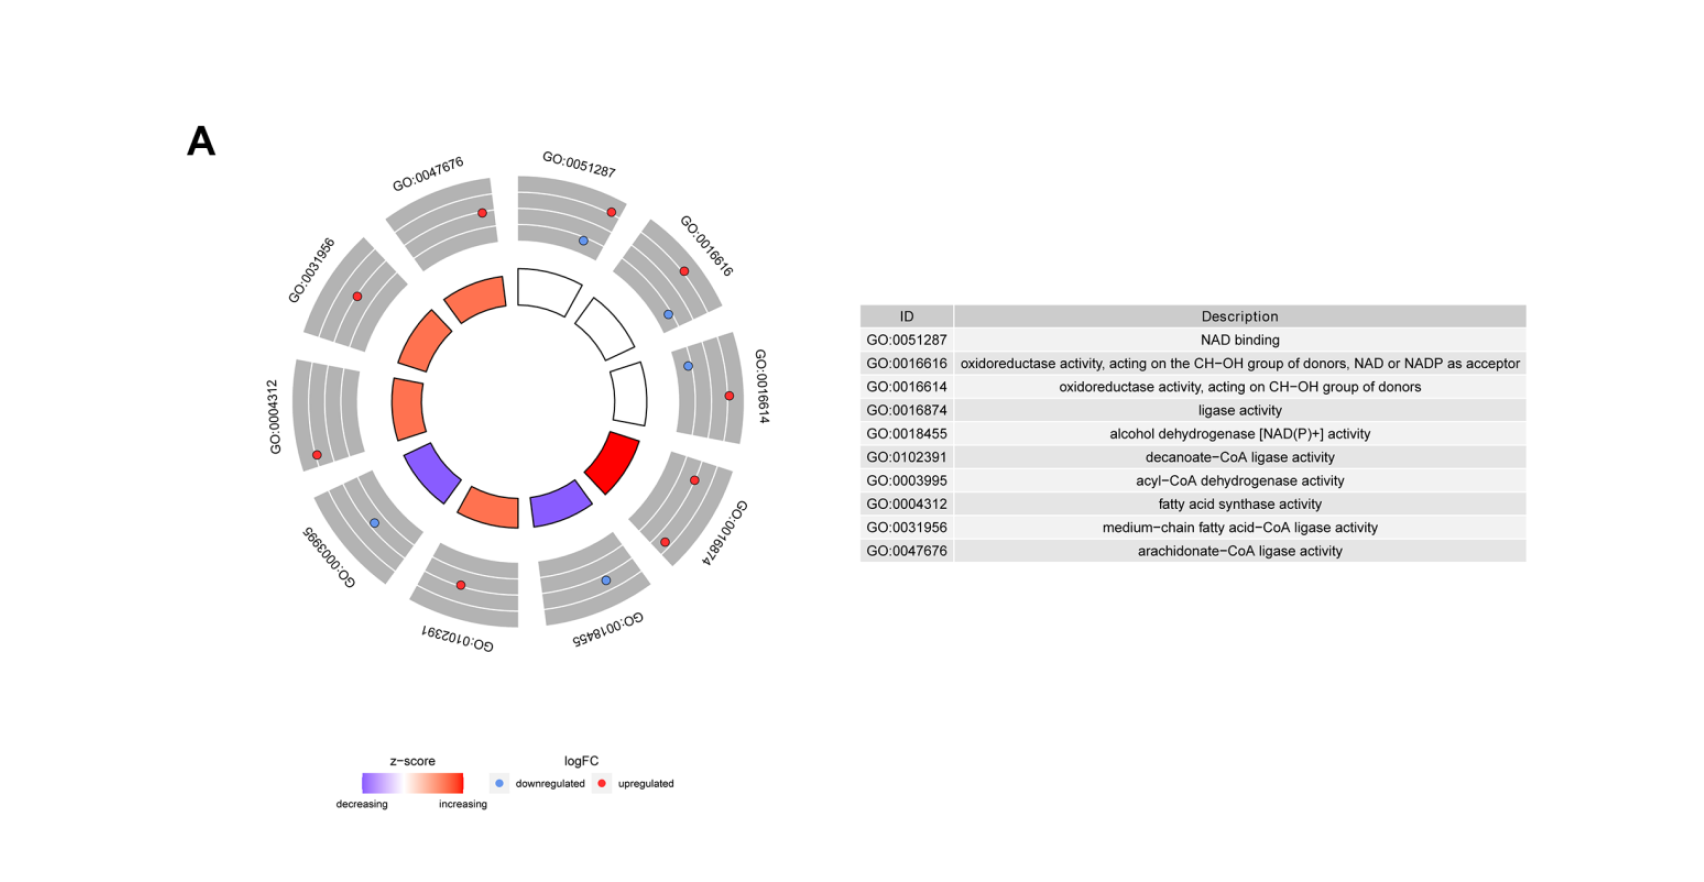 A
GO:0047676
GO:0051287
GO:0016616
GO:0016614
GO:0016874
GO:0018455
GO:0102391
GO:0003995
GO:0004312
GO:0031956
ID Description
GO:0051287 NAD binding
GO:0016616 oxidoreductase activity, acting on the CH−OH group of donors, NAD or NADP as acceptor
GO:0016614 oxidoreductase activity, acting on CH−OH group of donors
GO:0016874 ligase activity
GO:0018455 alcohol dehydrogenase [NAD(P)+] activity
GO:0102391 decanoate−CoA ligase activity
GO:0003995 acyl−CoA dehydrogenase activity
GO:0004312 fatty acid synthase activity
GO:0031956 medium−chain fatty acid−CoA ligase activity
GO:0047676 arachidonate−CoA ligase activity
z−score
decreasing increasing
logFC
downregulated upregulated